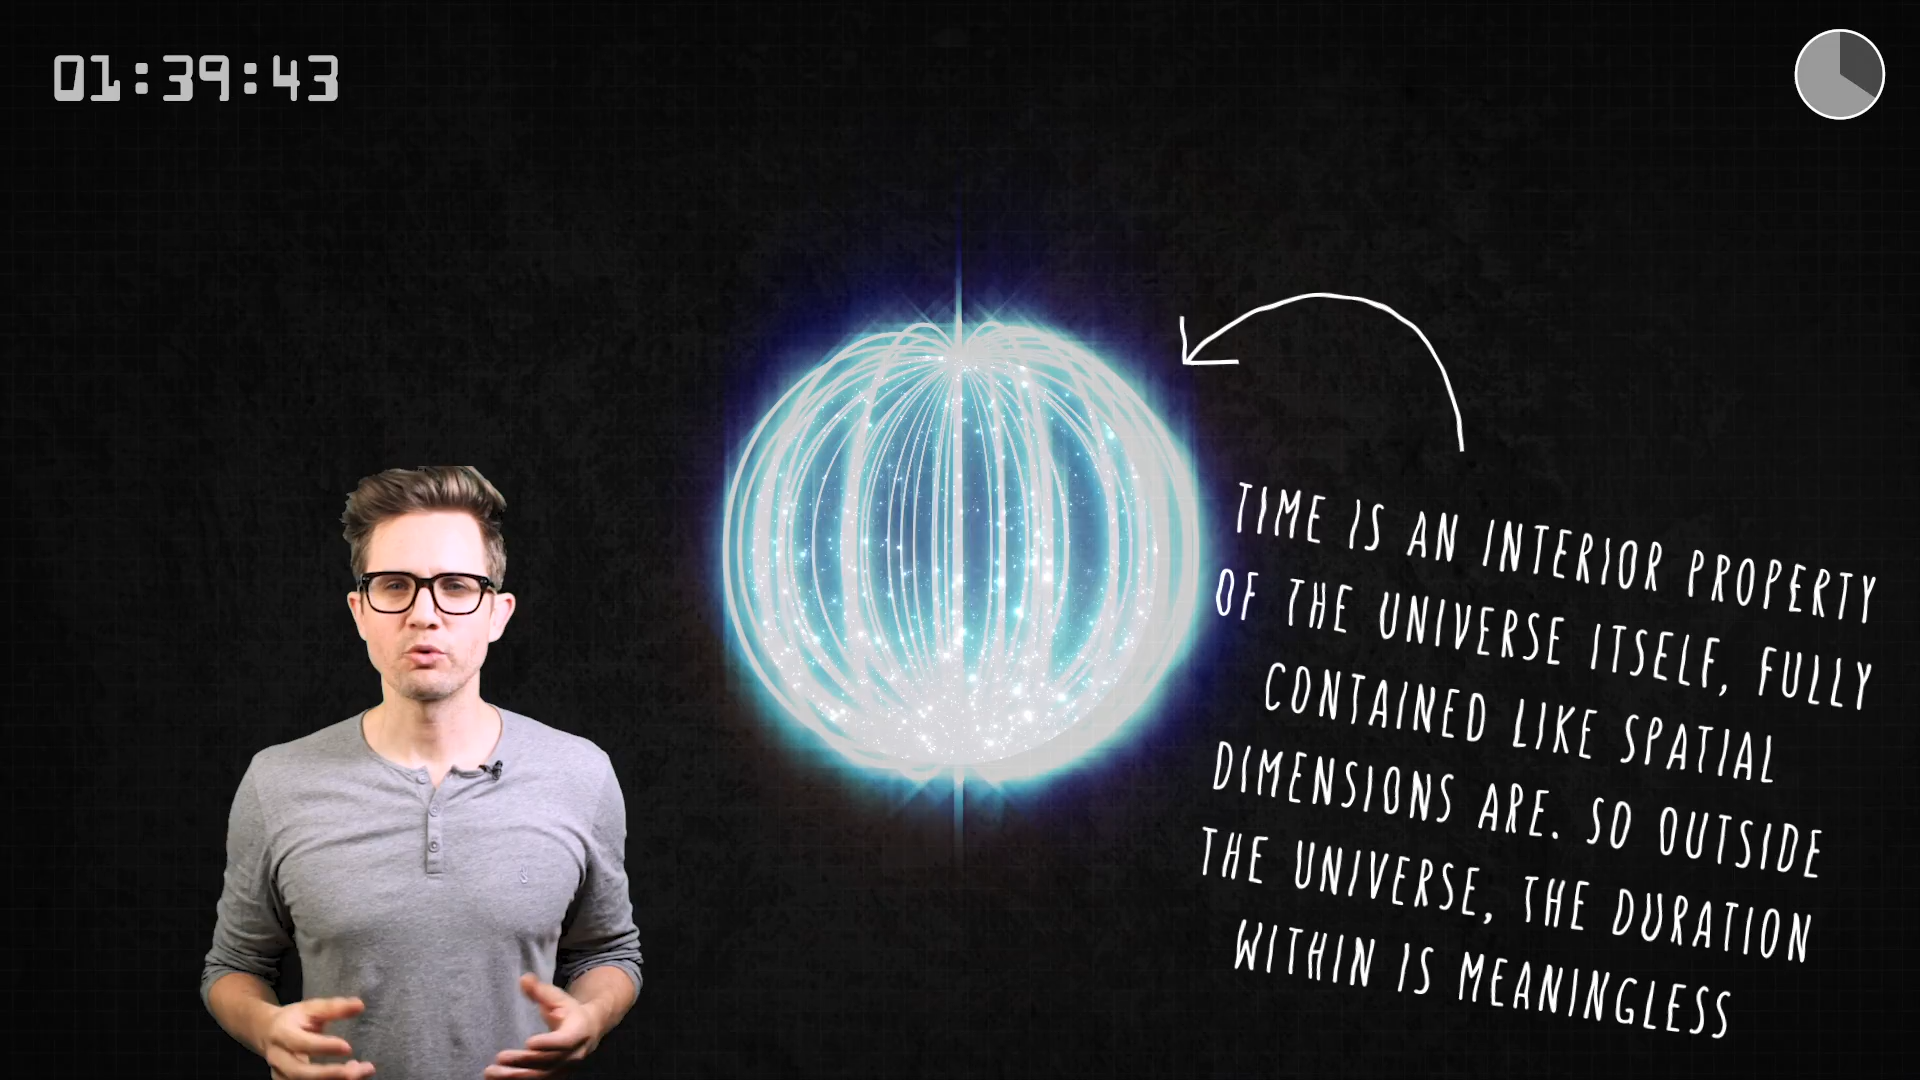 01:39:43
TIME IS AN INTERIOR PROPERTY
OF THE UNIVERSE ITSELF, FULLY
CONTAINED LIKE SPATIAL
DIMENSIONS ARE. SO OUTSIDE
THE UNIVERSE, THE DURATION
WITHIN IS MEANINGLESS